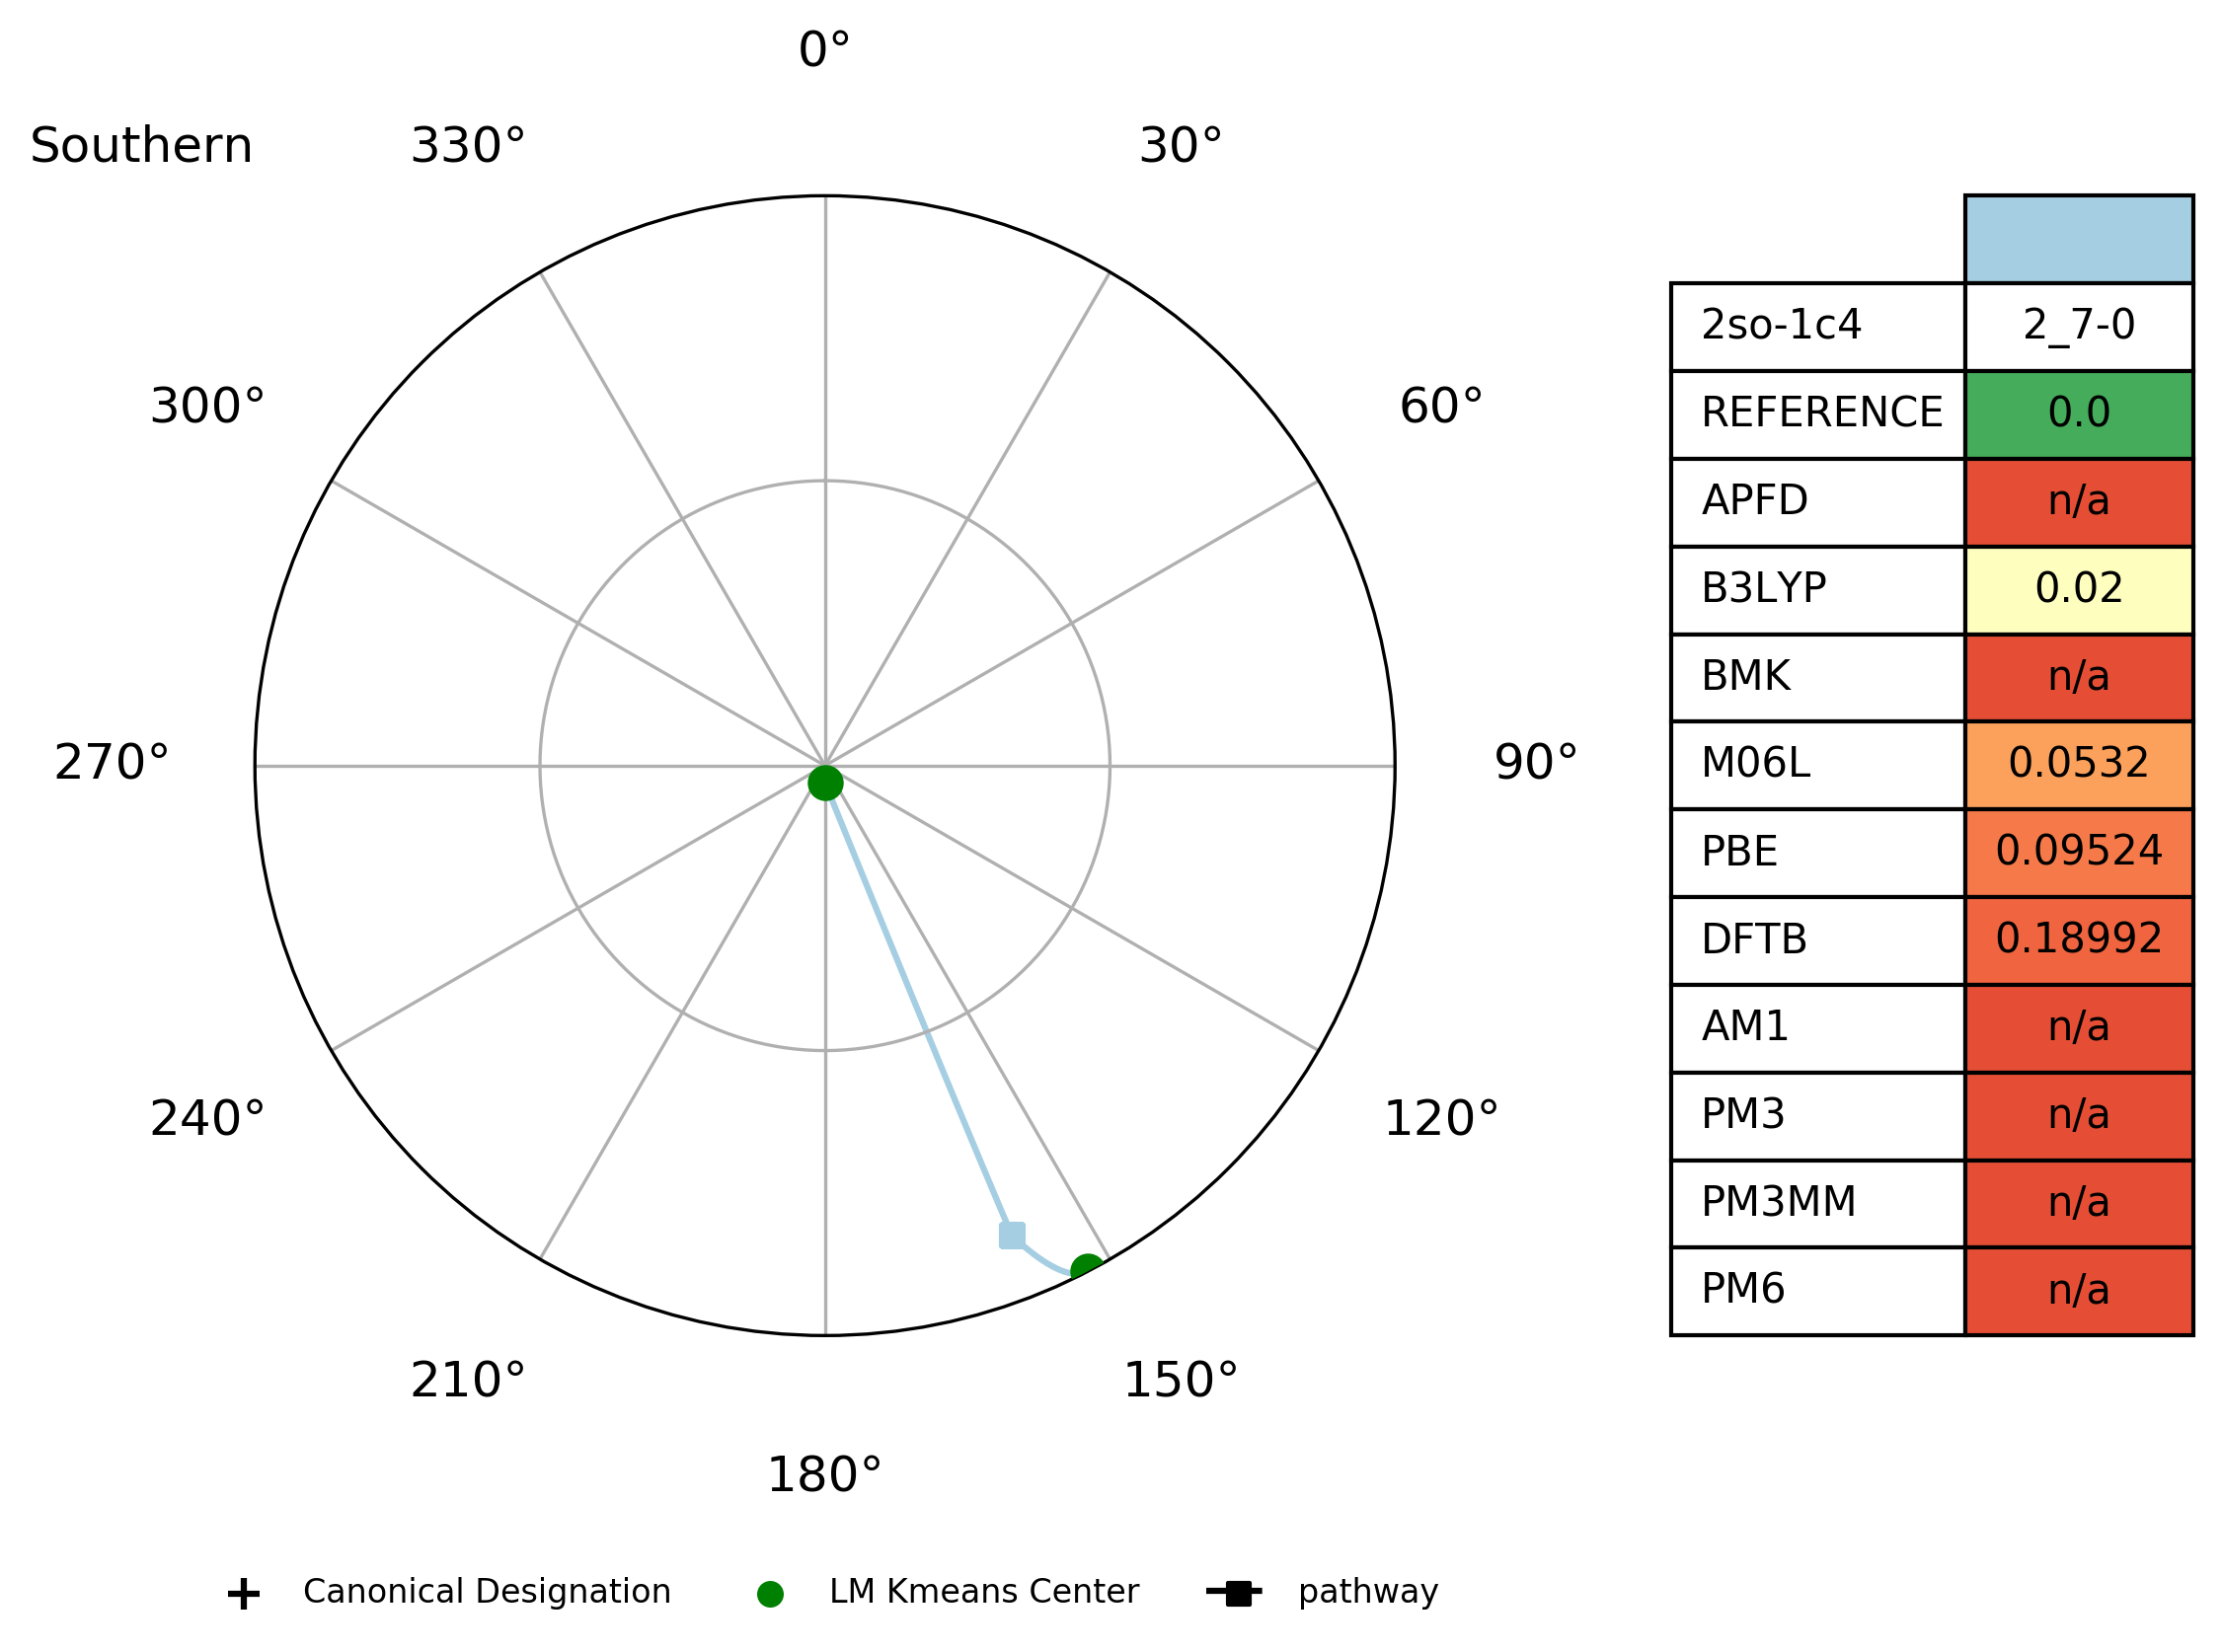 0°
Southern
330°
30°
300°
60°
270°
90°
240°
120°
210°
150°
180°
2so-1c4 2_7-0
REFERENCE 0.0
APFD n/a
B3LYP 0.02
BMK n/a
M06L 0.0532
PBE 0.09524
DFTB 0.18992
AM1 n/a
PM3 n/a
PM3MM n/a
PM6 n/a
Canonical Designation LM Kmeans Center pathway